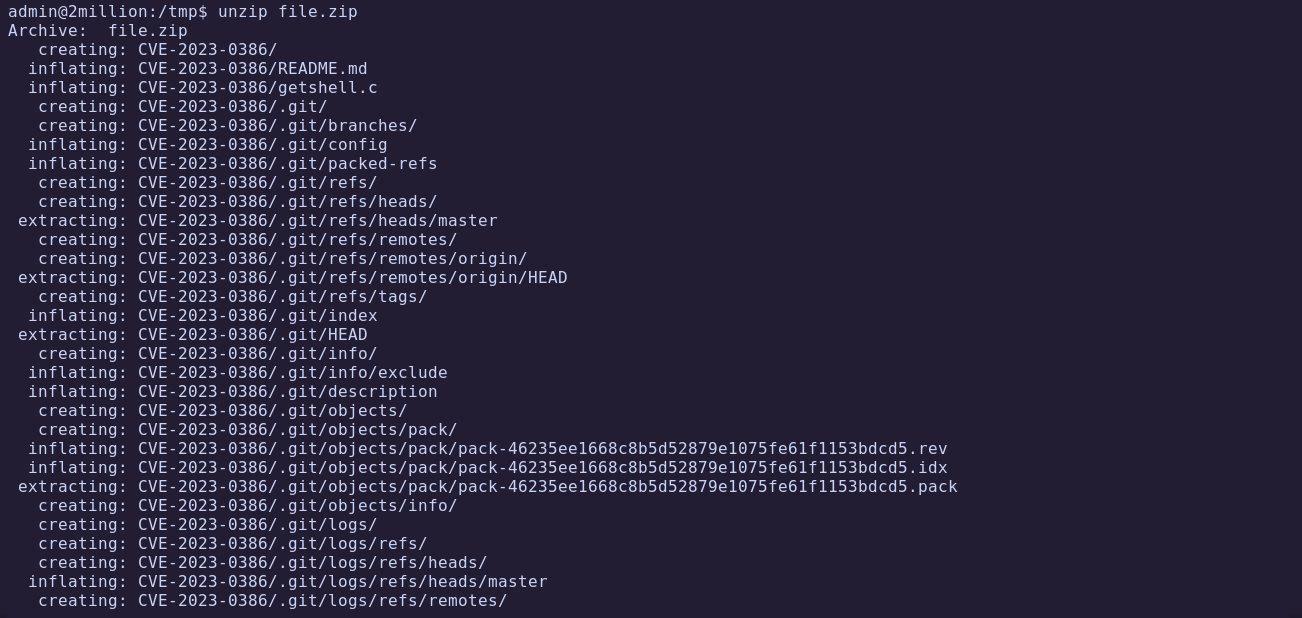 admin@2million:/tmp$ unzip file.zip
Archive:  file.zip
   creating: CVE-2023-0386/
  inflating: CVE-2023-0386/README.md
  inflating: CVE-2023-0386/getshell.c
   creating: CVE-2023-0386/.git/
   creating: CVE-2023-0386/.git/branches/
  inflating: CVE-2023-0386/.git/config
  inflating: CVE-2023-0386/.git/packed-refs
   creating: CVE-2023-0386/.git/refs/
   creating: CVE-2023-0386/.git/refs/heads/
 extracting: CVE-2023-0386/.git/refs/heads/master
   creating: CVE-2023-0386/.git/refs/remotes/
   creating: CVE-2023-0386/.git/refs/remotes/origin/
 extracting: CVE-2023-0386/.git/refs/remotes/origin/HEAD
   creating: CVE-2023-0386/.git/refs/tags/
  inflating: CVE-2023-0386/.git/index
 extracting: CVE-2023-0386/.git/HEAD
   creating: CVE-2023-0386/.git/info/
  inflating: CVE-2023-0386/.git/info/exclude
  inflating: CVE-2023-0386/.git/description
   creating: CVE-2023-0386/.git/objects/
   creating: CVE-2023-0386/.git/objects/pack/
  inflating: CVE-2023-0386/.git/objects/pack/pack-46235ee1668c8b5d52879e1075fe61f1153bdcd5.rev
  inflating: CVE-2023-0386/.git/objects/pack/pack-46235ee1668c8b5d52879e1075fe61f1153bdcd5.idx
 extracting: CVE-2023-0386/.git/objects/pack/pack-46235ee1668c8b5d52879e1075fe61f1153bdcd5.pack
   creating: CVE-2023-0386/.git/objects/info/
   creating: CVE-2023-0386/.git/logs/
   creating: CVE-2023-0386/.git/logs/refs/
   creating: CVE-2023-0386/.git/logs/refs/heads/
  inflating: CVE-2023-0386/.git/logs/refs/heads/master
   creating: CVE-2023-0386/.git/logs/refs/remotes/